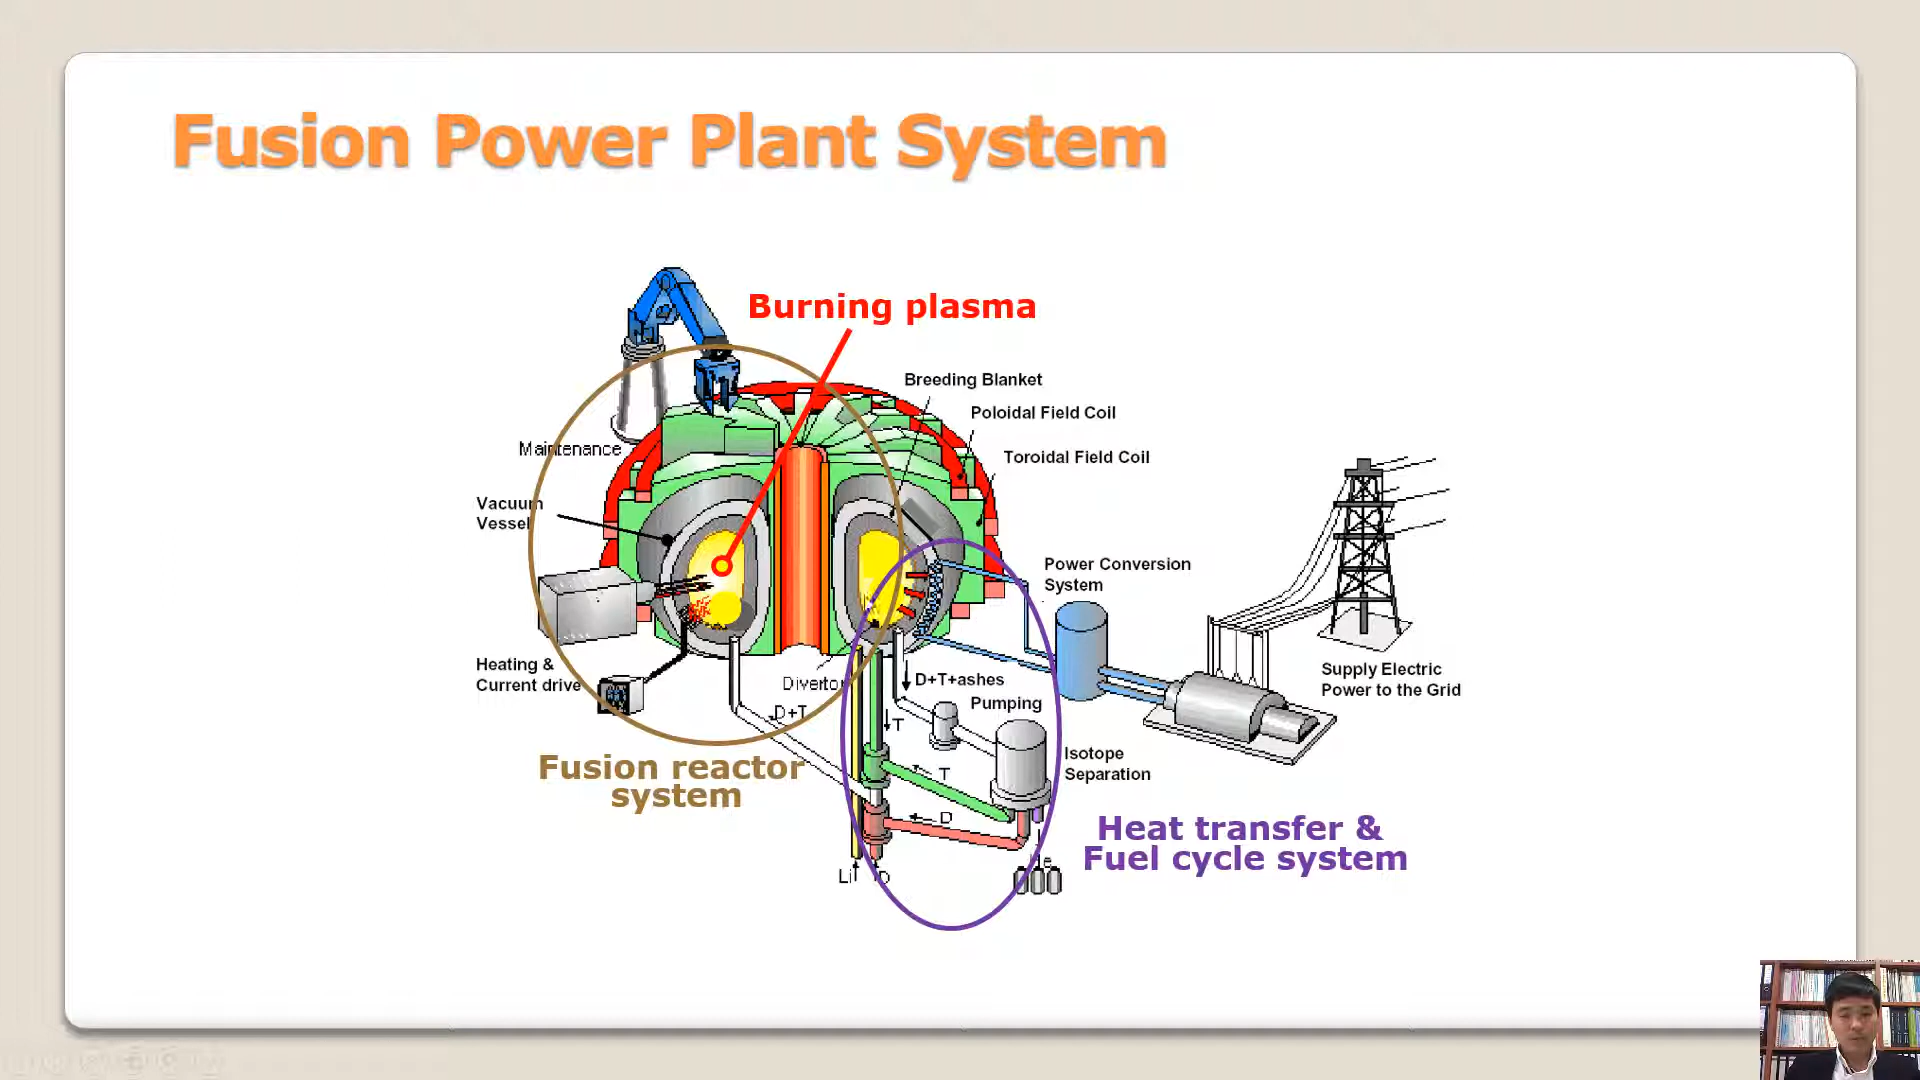 Fusion Power Plant System
Burning plasma
Breeding Blanket
Poloidal Field Coil
Toroidal Field Coil
Maintenance
Vacuum
Vessel
Power Conversion
System
Heating &
Current drive
Divertor
D+T+ashes
Pumping
Supply Electric
Power to the Grid
D+T
T
T
D
Isotope
Separation
Fusion reactor
system
Heat transfer &
Fuel cycle system
Li
D
He